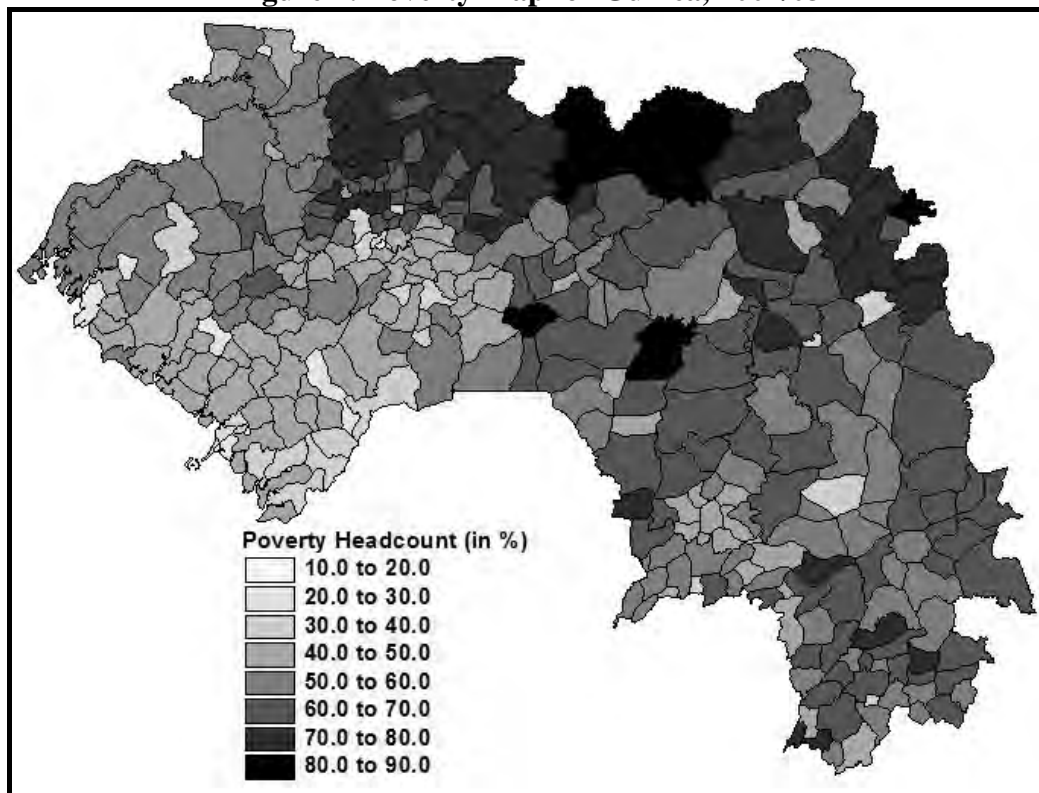 Poverty Headcount (in %)
10.0 to 20.0
20.0 to 30.0
30.0 to 40.0
40.0 to 50.0
50.0 to 60.0
60.0 to 70.0
70.0 to 80.0
80.0 to 90.0